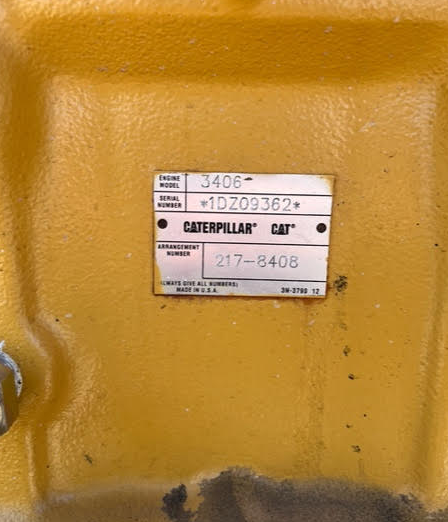 ENGINE MODEL 3406
SERIAL NUMBER *1DZ09362*
CATERPILLAR® CAT®
ARRANGEMENT NUMBER 217-8408
(ALWAYS GIVE ALL NUMBERS)
MADE IN U.S.A. 3N-3799 12